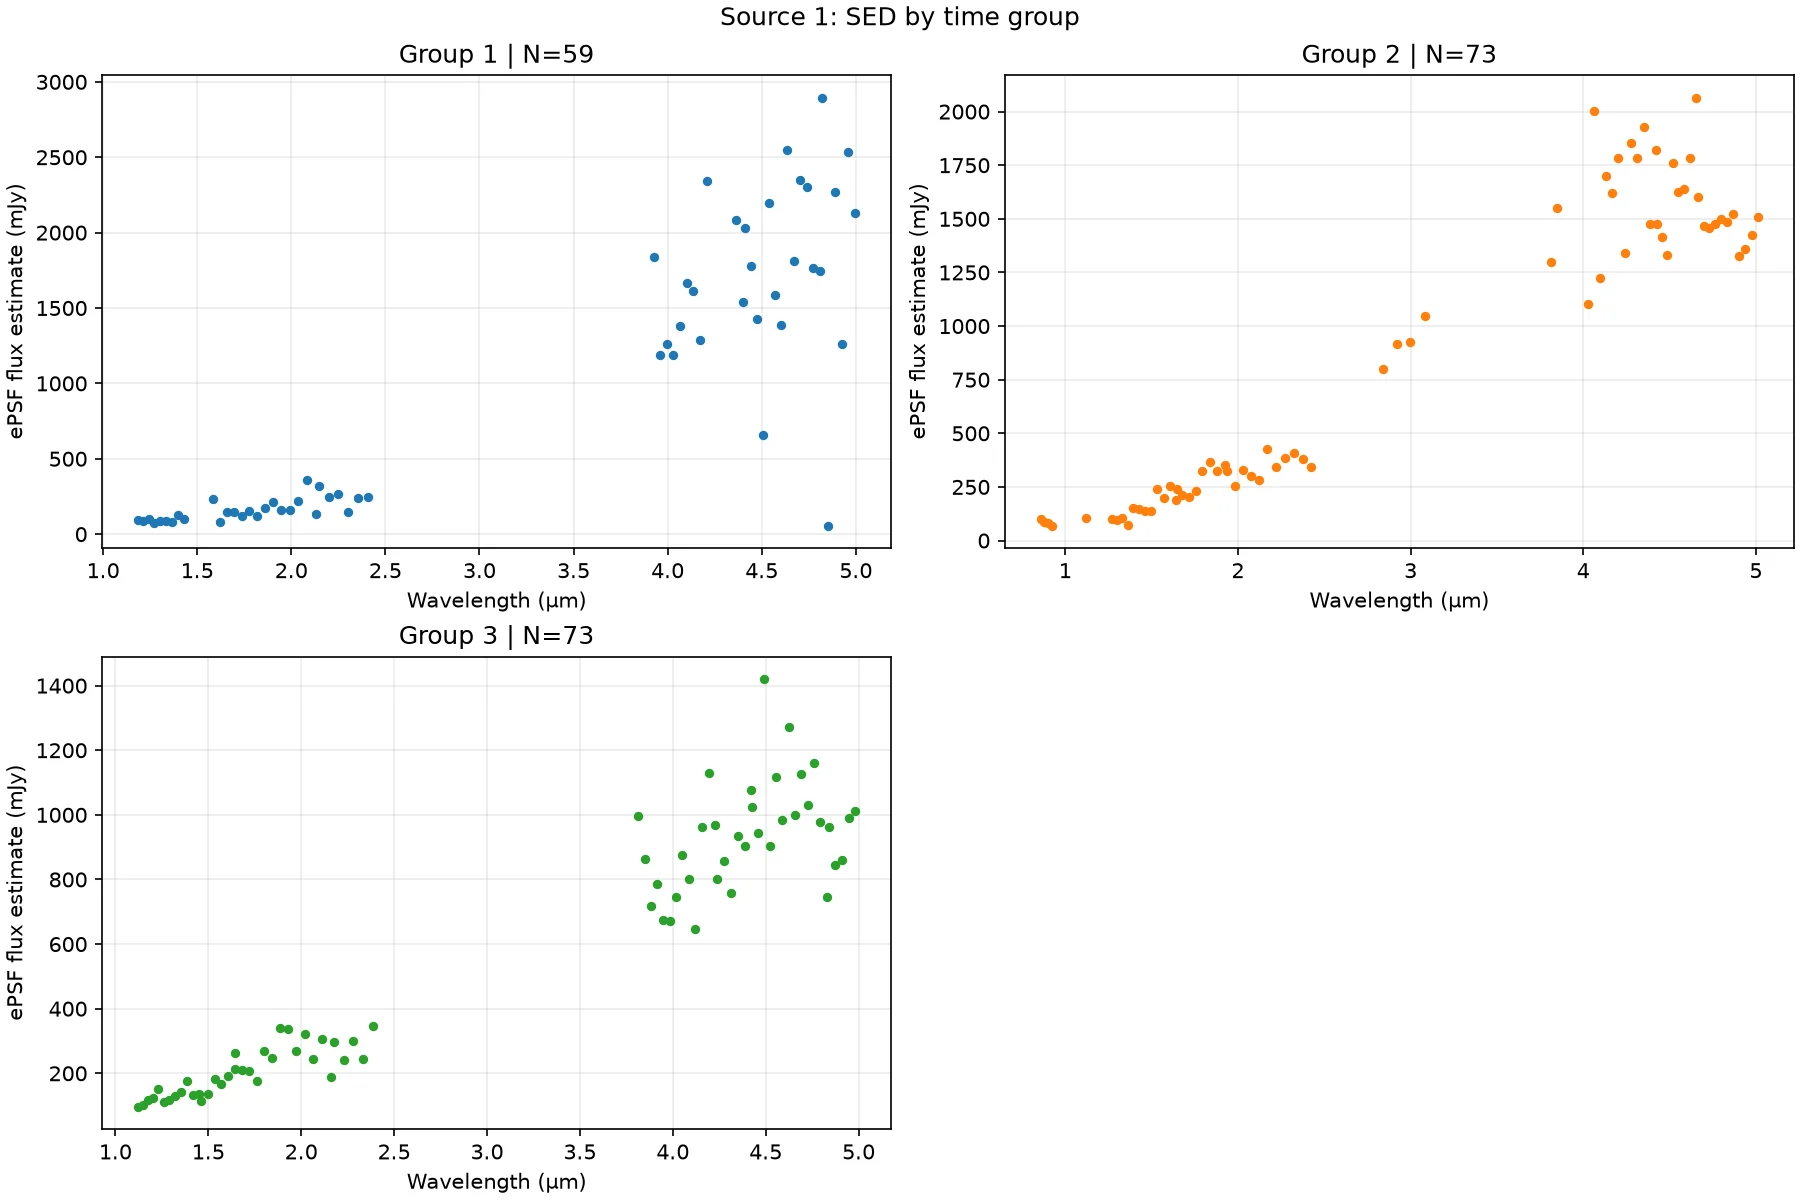 Source 1: SED by time group
Group 1 | N=59
ePSF flux estimate (mJy)
3000
2500
2000
1500
1000
500
0
1.0 1.5 2.0 2.5 3.0 3.5 4.0 4.5 5.0
Wavelength (μm)
Group 2 | N=73
ePSF flux estimate (mJy)
2000
1750
1500
1250
1000
750
500
250
0
1 2 3 4 5
Wavelength (μm)
Group 3 | N=73
ePSF flux estimate (mJy)
1400
1200
1000
800
600
400
200
1.0 1.5 2.0 2.5 3.0 3.5 4.0 4.5 5.0
Wavelength (μm)